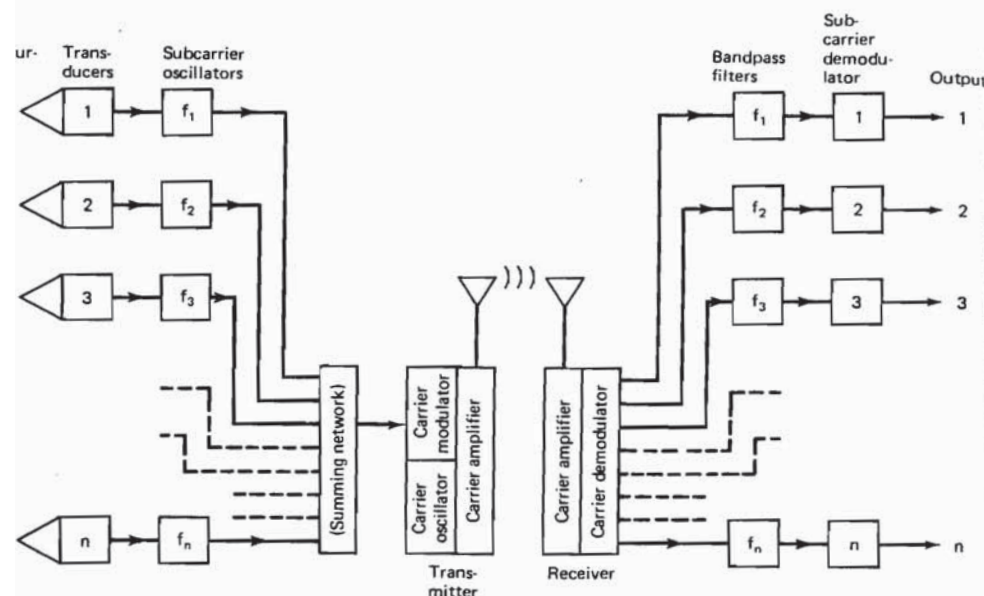 ur-
Trans-
ducers
Subcarrier
oscillators
Bandpass
filters
Sub-
carrier
demodu-
lator
Output
1
f1
f1
1
1
2
f2
f2
2
2
3
f3
f3
3
3
)))
(Summing network)
Carrier
modulator
Carrier
oscillator
Carrier amplifier
Carrier amplifier
Carrier demodulator
n
fn
fn
n
n
Trans-
mitter
Receiver